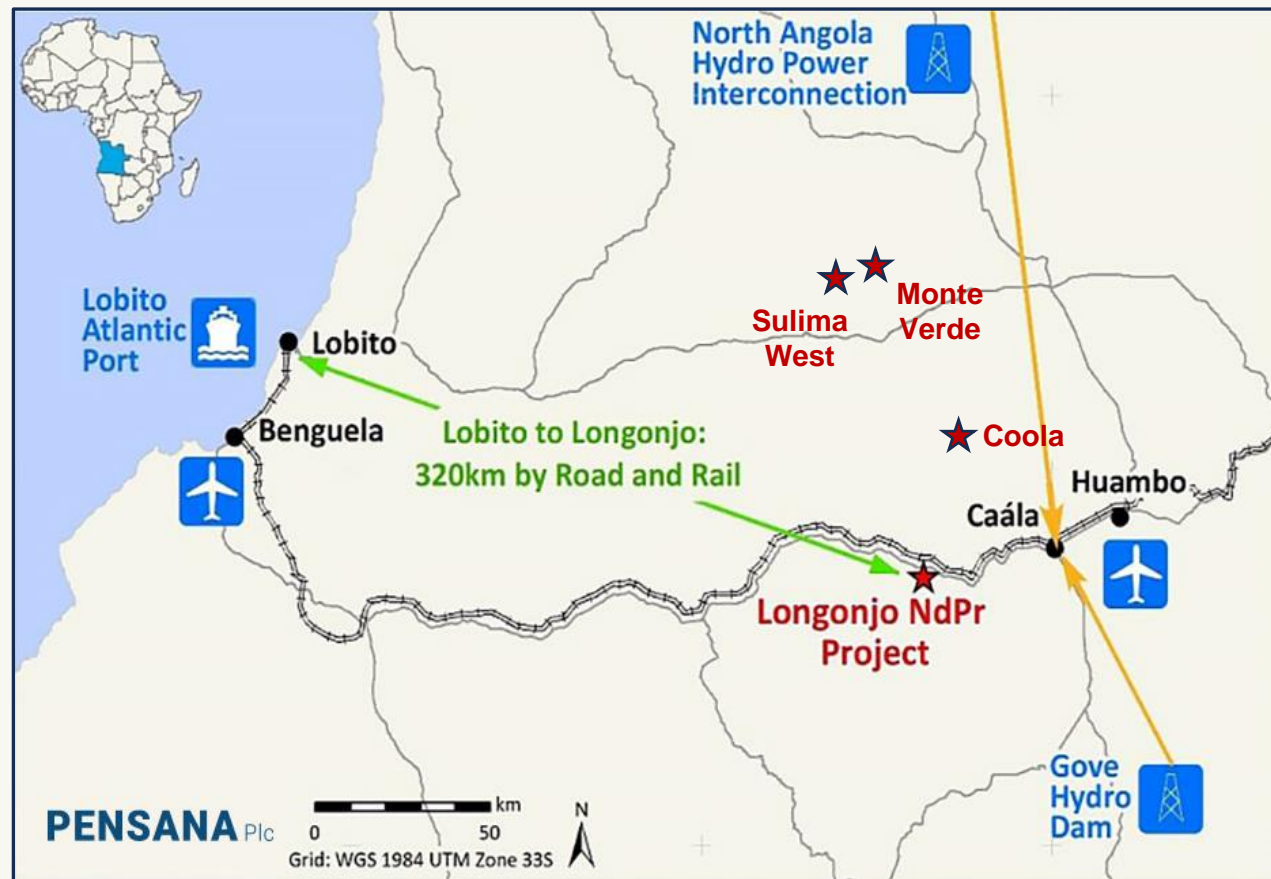 North Angola
Hydro Power
Interconnection
Lobito
Atlantic
Port
Lobito
Benguela
Sulima
West
Monte
Verde
Lobito to Longonjo:
320km by Road and Rail
Coola
Huambo
Caála
Longonjo NdPr
Project
Gove
Hydro
Dam
PENSANA Plc
km
0 50
N
Grid: WGS 1984 UTM Zone 33S